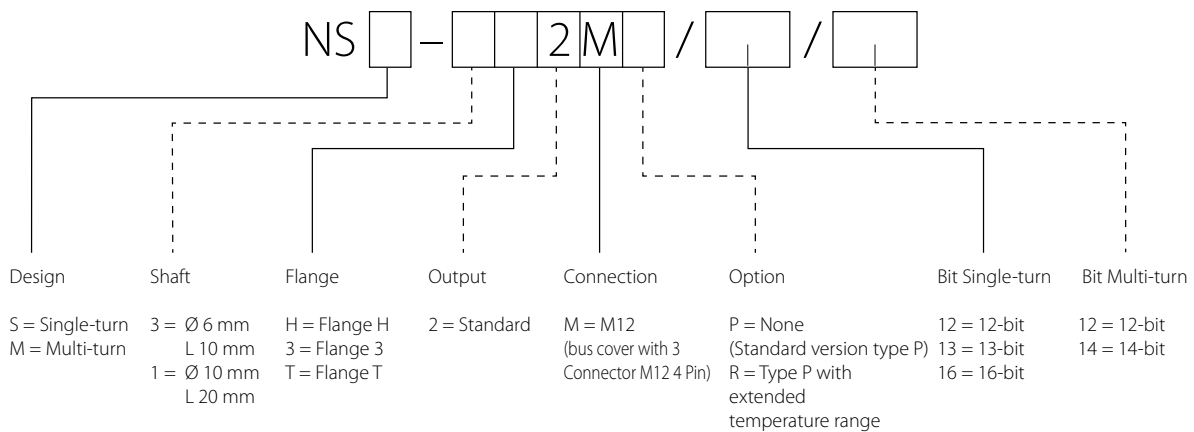 NS – 2 M / /
Design Shaft Flange Output Connection Option Bit Single-turn Bit Multi-turn
S = Single-turn 3 = Ø 6 mm H = Flange H 2 = Standard M = M12 P = None 12 = 12-bit 12 = 12-bit
M = Multi-turn L 10 mm 3 = Flange 3 (bus cover with 3 (Standard version type P) 13 = 13-bit 14 = 14-bit
1 = Ø 10 mm T = Flange T Connector M12 4 Pin) R = Type P with 16 = 16-bit
L 20 mm extended
temperature range